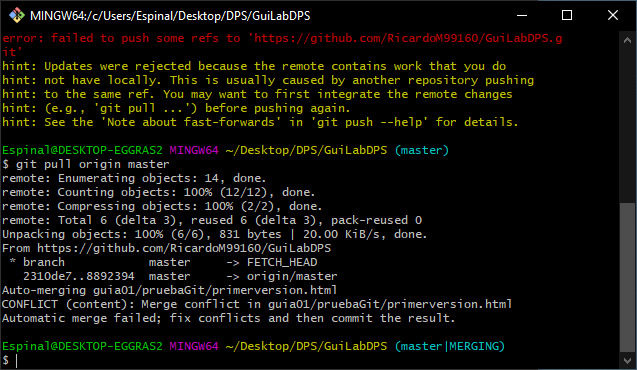 MINGW64:/c/Users/Espinal/Desktop/DPS/GuiLabDPS
error: failed to push some refs to 'https://github.com/RicardoM99160/GuiLabDPS.g
it'
hint: Updates were rejected because the remote contains work that you do
hint: not have locally. This is usually caused by another repository pushing
hint: to the same ref. You may want to first integrate the remote changes
hint: (e.g., 'git pull ...') before pushing again.
hint: See the 'Note about fast-forwards' in 'git push --help' for details.
Espinal@DESKTOP-EGGRAS2 MINGW64 ~/Desktop/DPS/GuiLabDPS (master)
$ git pull origin master
remote: Enumerating objects: 14, done.
remote: Counting objects: 100% (12/12), done.
remote: Compressing objects: 100% (2/2), done.
remote: Total 6 (delta 3), reused 6 (delta 3), pack-reused 0
Unpacking objects: 100% (6/6), 831 bytes | 20.00 KiB/s, done.
From https://github.com/RicardoM99160/GuiLabDPS
 * branch            master     -> FETCH_HEAD
   2310de7..8892394  master     -> origin/master
Auto-merging guia01/pruebaGit/primerversion.html
CONFLICT (content): Merge conflict in guia01/pruebaGit/primerversion.html
Automatic merge failed; fix conflicts and then commit the result.
Espinal@DESKTOP-EGGRAS2 MINGW64 ~/Desktop/DPS/GuiLabDPS (master|MERGING)
$